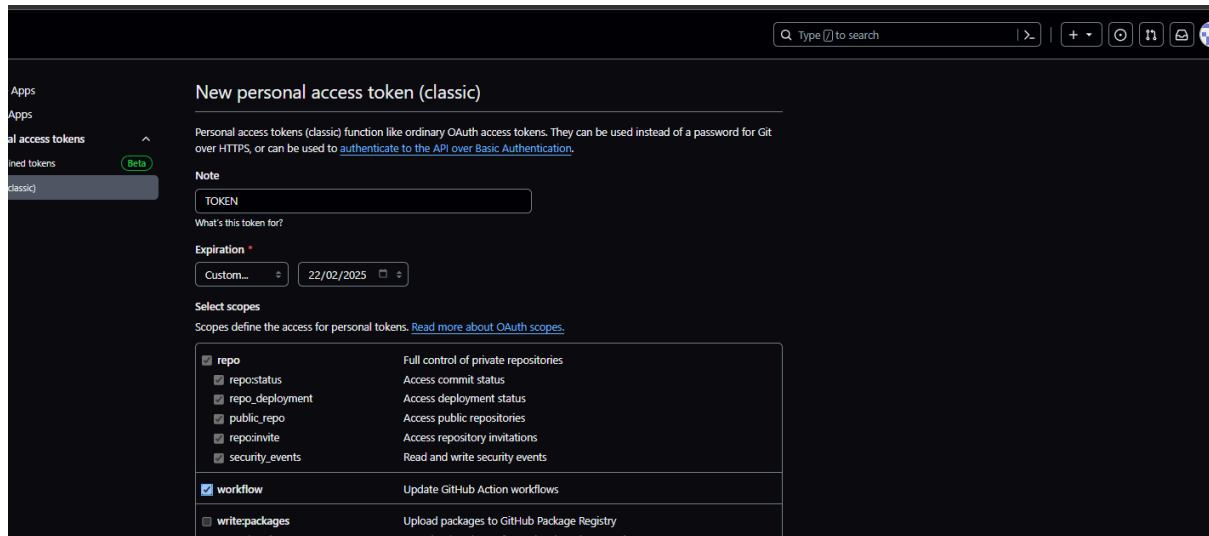 Type / to search
Apps
New personal access token (classic)
Apps
al access tokens
Personal access tokens (classic) function like ordinary OAuth access tokens. They can be used instead of a password for Git
over HTTPS, or can be used to authenticate to the API over Basic Authentication.
ined tokens Beta
classic)
Note
TOKEN
What's this token for?
Expiration *
Custom... 22/02/2025
Select scopes
Scopes define the access for personal tokens. Read more about OAuth scopes.
repo Full control of private repositories
repo:status Access commit status
repo_deployment Access deployment status
public_repo Access public repositories
repo:invite Access repository invitations
security_events Read and write security events
workflow Update GitHub Action workflows
write:packages Upload packages to GitHub Package Registry